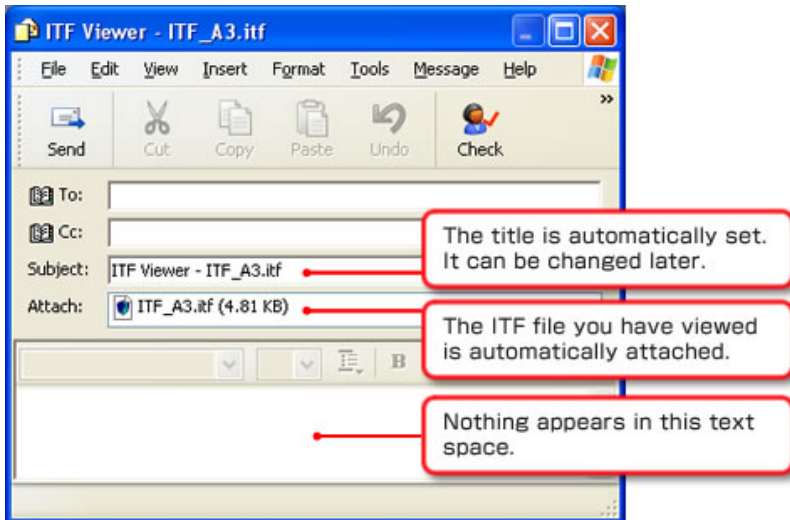 ITF Viewer - ITF_A3.itf
File Edit View Insert Format Tools Message Help
»
Send Cut Copy Paste Undo Check
To:
Cc:
Subject: ITF Viewer - ITF_A3.itf
Attach: ITF_A3.itf (4.81 KB)
B
The title is automatically set.
It can be changed later.
The ITF file you have viewed
is automatically attached.
Nothing appears in this text
space.